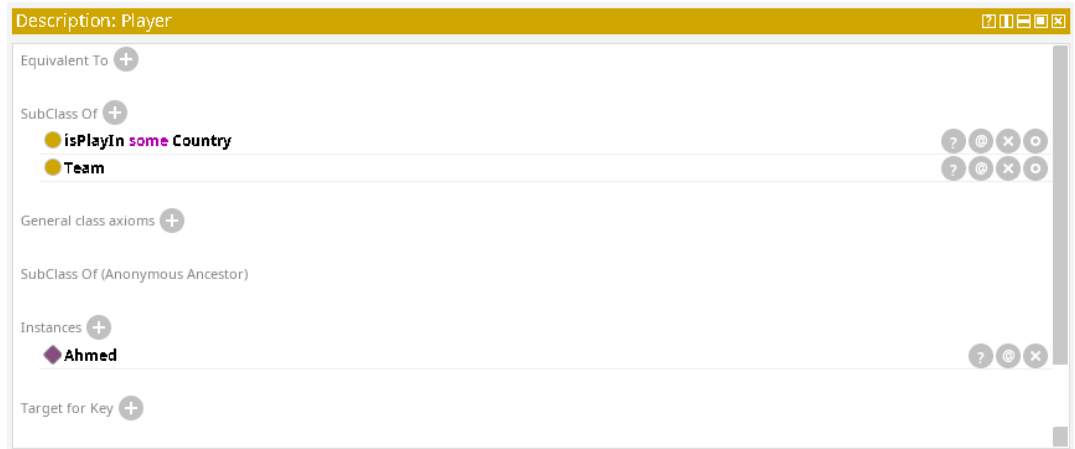 Description: Player
Equivalent To
SubClass Of
isPlayIn some Country
Team
General class axioms
SubClass Of (Anonymous Ancestor)
Instances
Ahmed
Target for Key